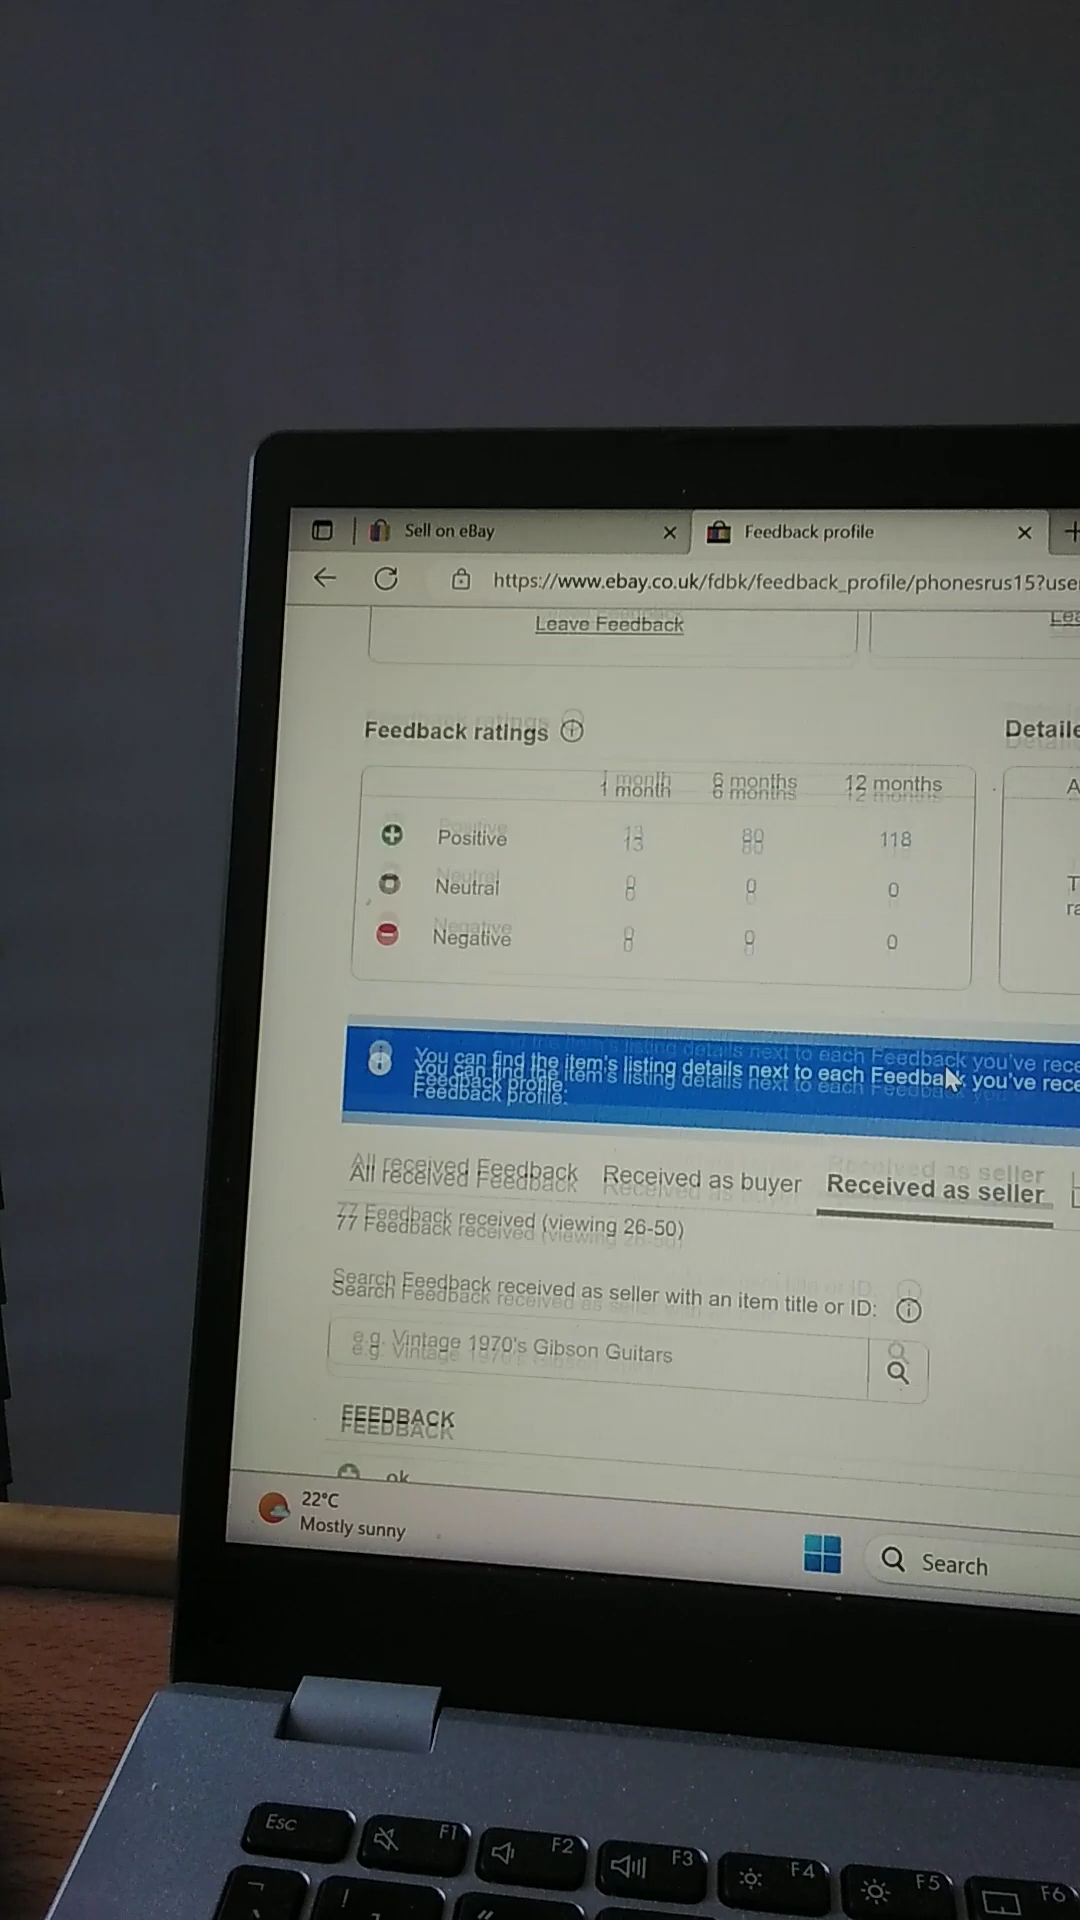 Sell on eBay
Feedback profile
https://www.ebay.co.uk/fdbk/feedback_profile/phonesrus15?use
Leave Feedback
Feedback ratings
1 month 6 months 12 months
Positive 13 80 118
Neutral 0 0 0
Negative 0 0 0
You can find the item's listing details next to each Feedback you've rece
Feedback profile.
All received Feedback Received as buyer Received as seller
77 Feedback received (viewing 26-50)
Search Feedback received as seller with an item title or ID:
e.g. Vintage 1970's Gibson Guitars
FEEDBACK
ok
22°C
Mostly sunny
Search
Esc F1 F2 F3 F4 F5 F6